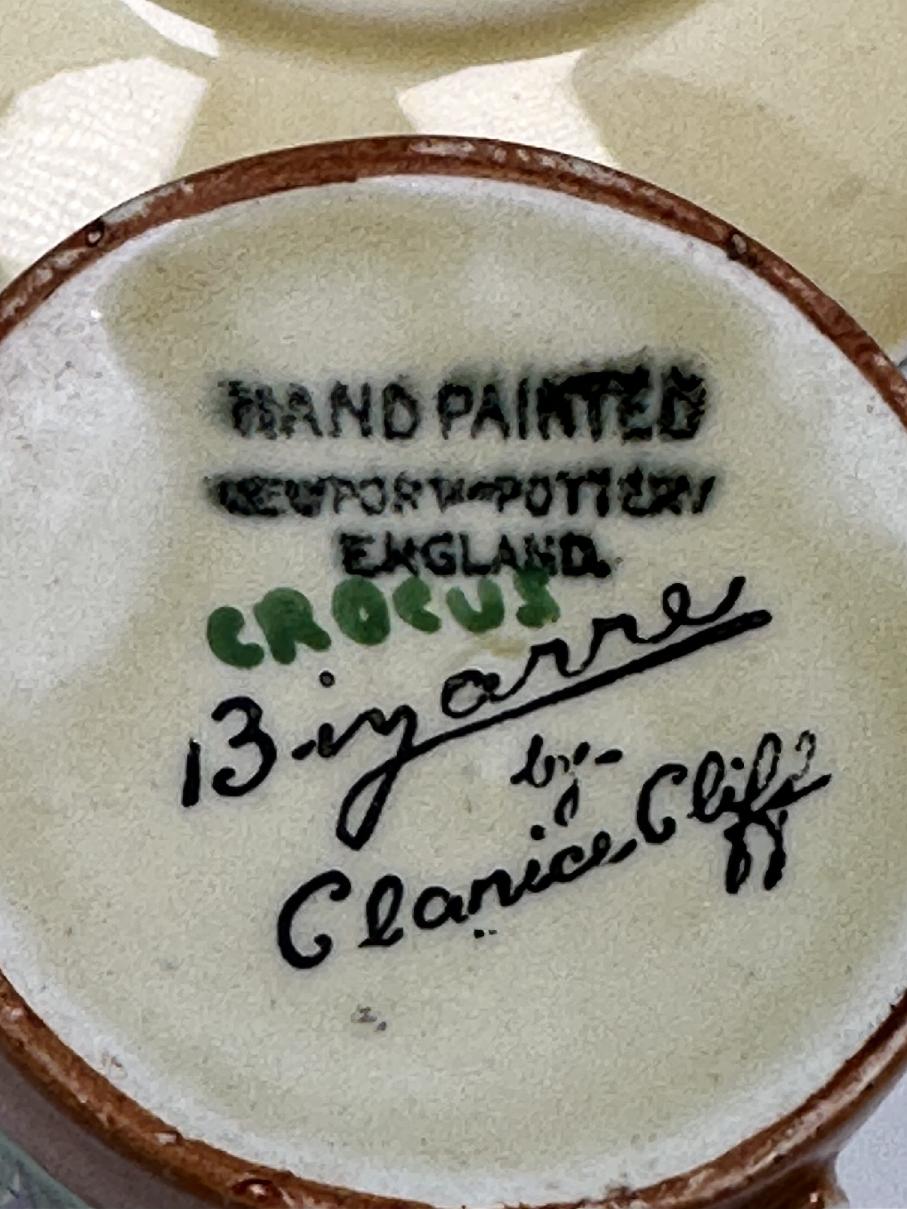 HAND PAINTED
NEWPORT POTTERY
ENGLAND.
CROCUS
Bizarre
by
Clarice Cliff